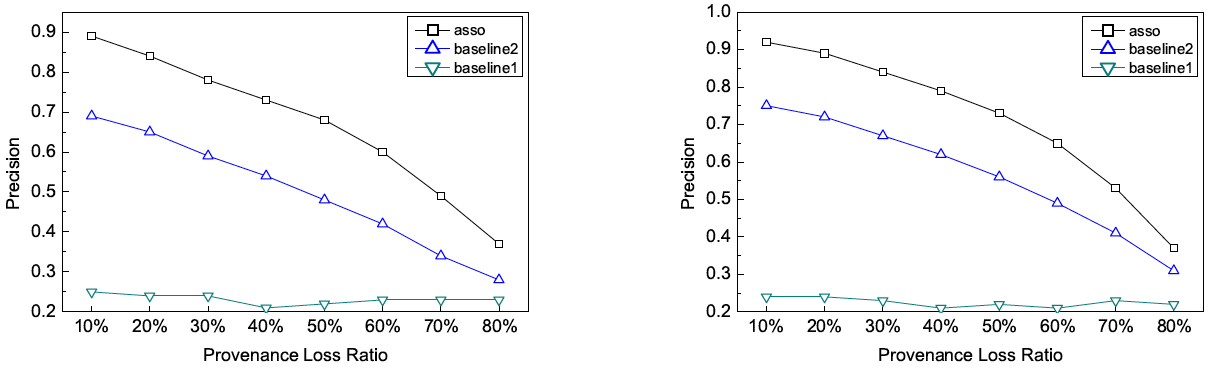 0.9
0.8
0.7
0.6
0.5
0.4
0.3
0.2
Precision
asso
baseline2
baseline1
10% 20% 30% 40% 50% 60% 70% 80%
Provenance Loss Ratio
1.0
0.9
0.8
0.7
0.6
0.5
0.4
0.3
0.2
Precision
asso
baseline2
baseline1
10% 20% 30% 40% 50% 60% 70% 80%
Provenance Loss Ratio